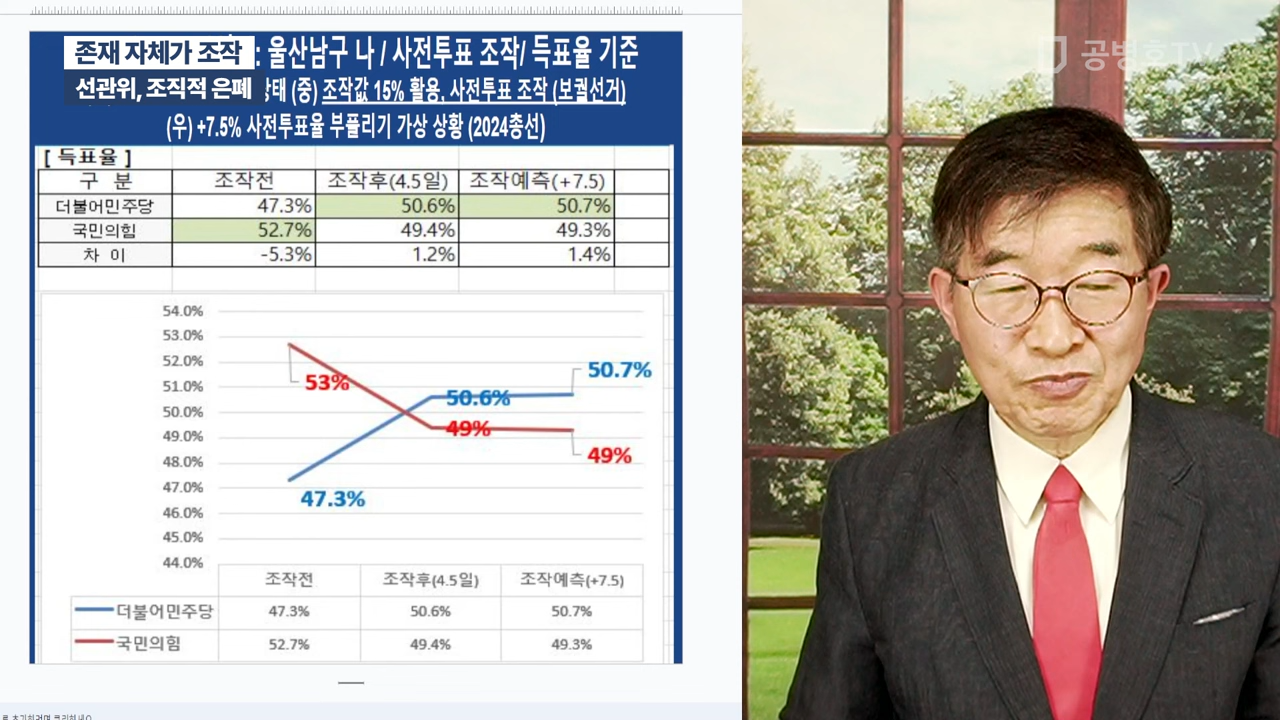 존재 자체가 조작 : 울산남구 나 / 사전투표 조작/ 득표율 기준
선관위, 조직적 은폐 상태 (중) 조작값 15% 활용, 사전투표 조작 (보궐선거)
(우) +7.5% 사전투표율 부풀리기 가상 상황 (2024총선)
공병호TV
[ 득표율 ]
구 분 조작전 조작후(4.5일) 조작예측(+7.5)
더불어민주당 47.3% 50.6% 50.7%
국민의힘 52.7% 49.4% 49.3%
차 이 -5.3% 1.2% 1.4%
54.0%
53.0%
52.0%
51.0%
50.0%
49.0%
48.0%
47.0%
46.0%
45.0%
44.0%
53%
47.3%
50.6%
49%
50.7%
49%
조작전 조작후(4.5일) 조작예측(+7.5)
더불어민주당 47.3% 50.6% 50.7%
국민의힘 52.7% 49.4% 49.3%